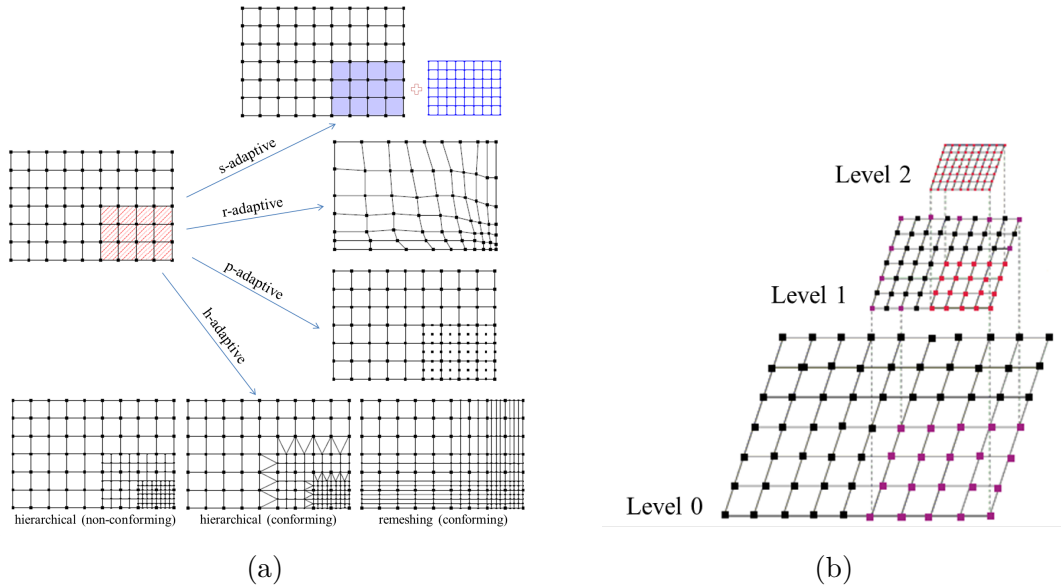 s-adaptive
r-adaptive
p-adaptive
h-adaptive
hierarchical (non-conforming)
hierarchical (conforming)
remeshing (conforming)
(a)
Level 2
Level 1
Level 0
(b)